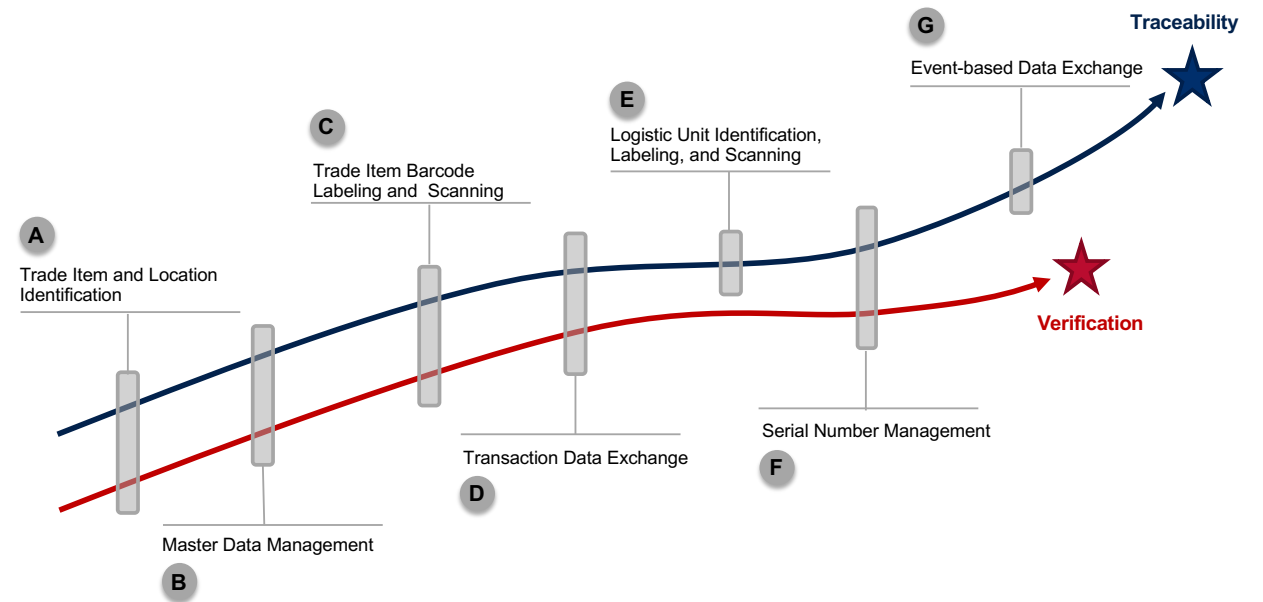 A
Trade Item and Location
Identification
B
Master Data Management
C
Trade Item Barcode
Labeling and  Scanning
D
Transaction Data Exchange
E
Logistic Unit Identification,
Labeling, and Scanning
F
Serial Number Management
G
Event-based Data Exchange
Traceability
Verification